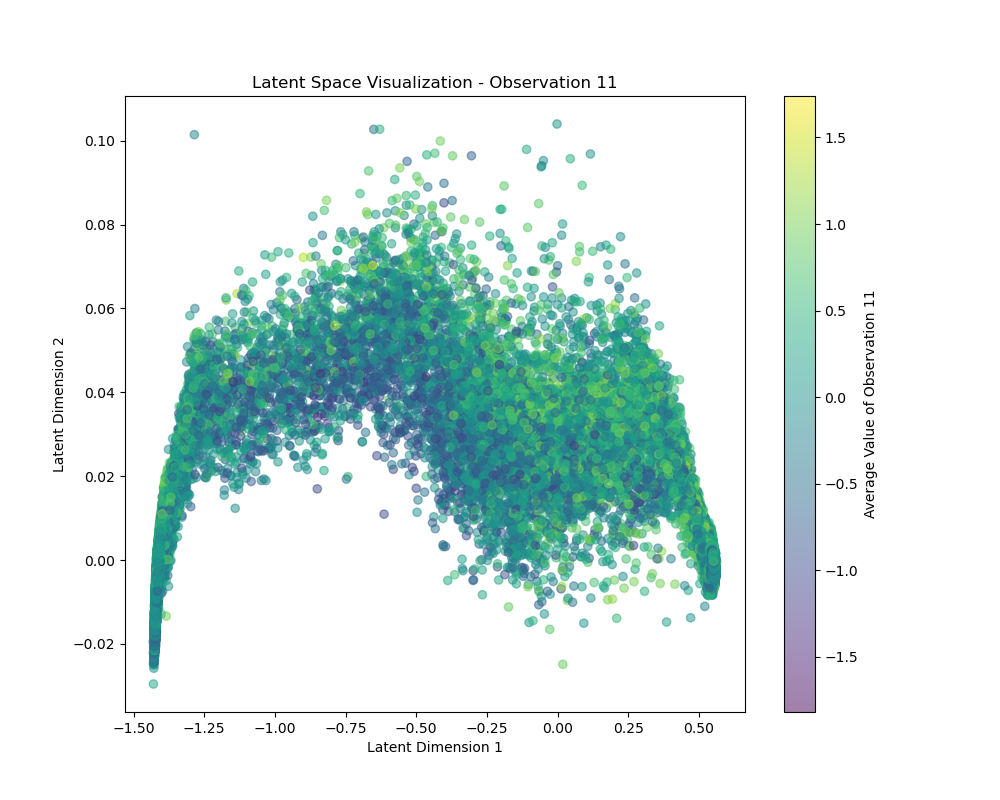 Latent Space Visualization - Observation 11
0.10
0.08
0.06
0.04
0.02
0.00
−0.02
Latent Dimension 2
−1.50 −1.25 −1.00 −0.75 −0.50 −0.25 0.00 0.25 0.50
Latent Dimension 1
1.5
1.0
0.5
0.0
−0.5
−1.0
−1.5
Average Value of Observation 11